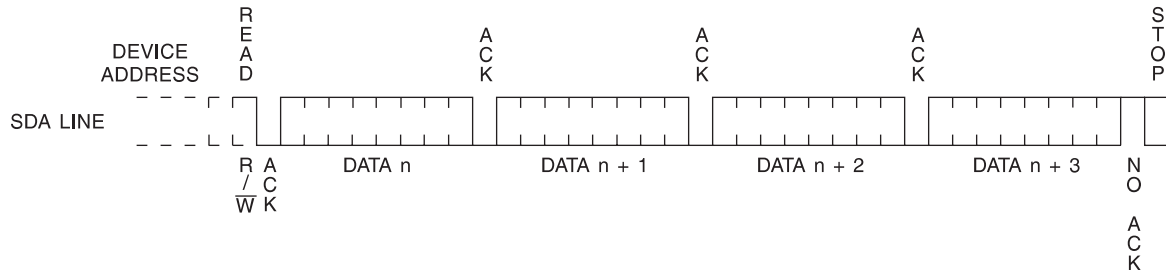 DEVICE
ADDRESS
READ
ACK
ACK
ACK
STOP
SDA LINE
R/W
ACK
DATA n
DATA n + 1
DATA n + 2
DATA n + 3
NO ACK